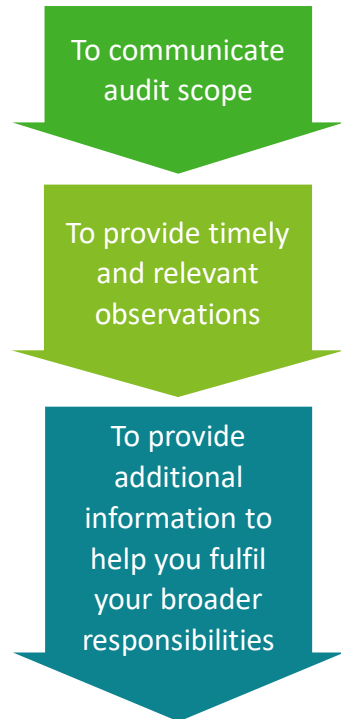 To communicate
audit scope
To provide timely
and relevant
observations
To provide
additional
information to
help you fulfil
your broader
responsibilities